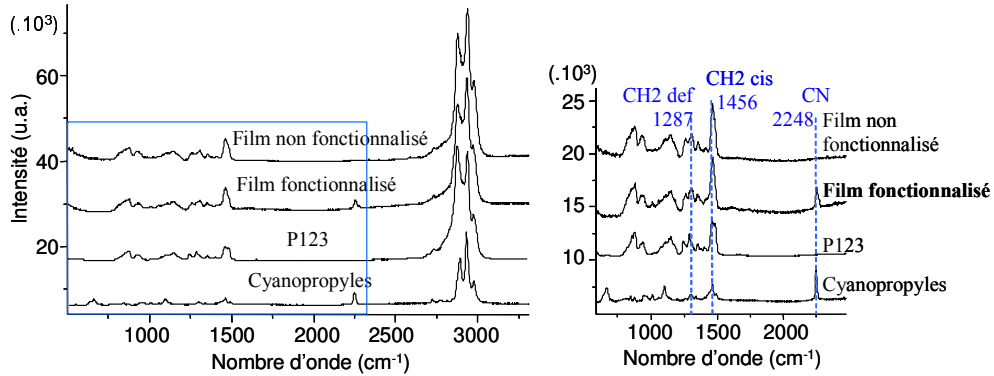 (.10³)
60
40
20
Intensité (u.a.)
Film non fonctionnalisé
Film fonctionnalisé
P123
Cyanopropyles
1000 1500 2000 2500 3000
Nombre d'onde (cm⁻¹)
(.10³)
25
20
15
10
CH2 def
1287
CH2 cis
1456
CN
2248
Film non
fonctionnalisé
Film fonctionnalisé
P123
Cyanopropyles
1000 1500 2000
Nombre d'onde (cm⁻¹)